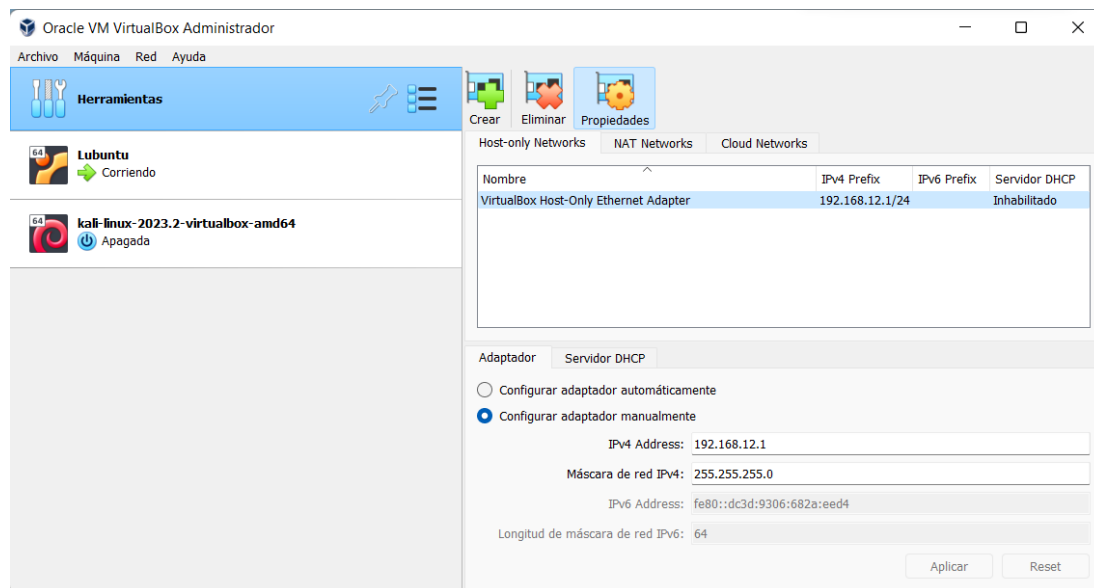 Oracle VM VirtualBox Administrador
Archivo Máquina Red Ayuda
Herramientas
64
Lubuntu
Corriendo
64
kali-linux-2023.2-virtualbox-amd64
Apagada
Crear Eliminar Propiedades
Host-only Networks NAT Networks Cloud Networks
Nombre IPv4 Prefix IPv6 Prefix Servidor DHCP
VirtualBox Host-Only Ethernet Adapter 192.168.12.1/24 Inhabilitado
Adaptador Servidor DHCP
Configurar adaptador automáticamente
Configurar adaptador manualmente
IPv4 Address: 192.168.12.1
Máscara de red IPv4: 255.255.255.0
IPv6 Address: fe80::dc3d:9306:682a:eed4
Longitud de máscara de red IPv6: 64
Aplicar Reset